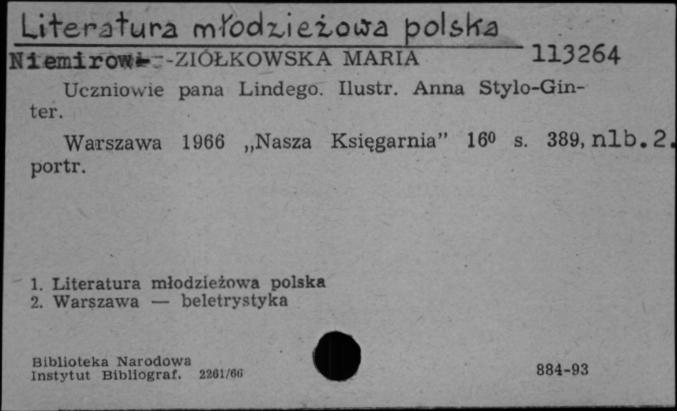 Literatura młodzieżowa polska
-ZIÓŁKOWSKA MARIA 113264
Uczniowie pana Lindego. Ilustr. Anna Stylo-Gin-
ter.
Warszawa 1966 „Nasza Księgarnia” 16⁰ s. 389, nlb.2.
portr.
1. Literatura młodzieżowa polska
2. Warszawa — beletrystyka
Biblioteka Narodowa
Instytut Bibliograf. 2261/66
884-93